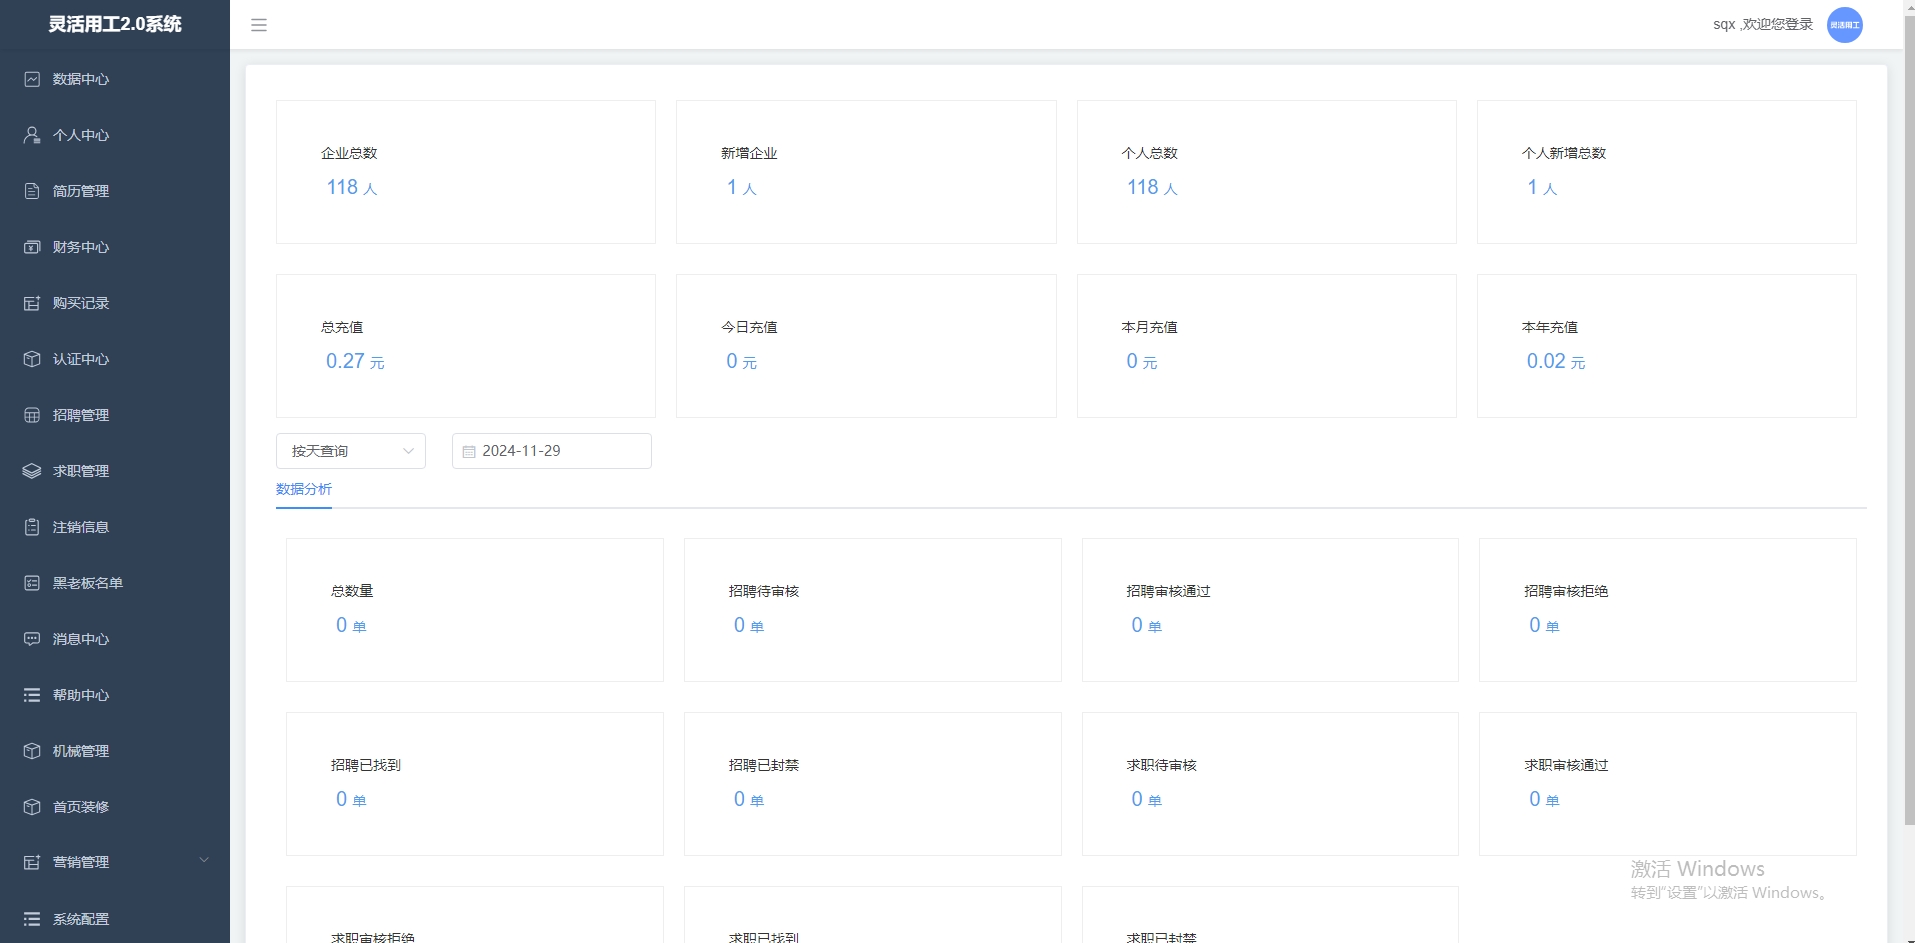 灵活用工2.0系统
sqx ,欢迎您登录
灵活用工
数据中心
个人中心
简历管理
财务中心
购买记录
认证中心
招聘管理
求职管理
注销信息
黑老板名单
消息中心
帮助中心
机械管理
首页装修
营销管理
系统配置
企业总数
118 人
新增企业
1 人
个人总数
118 人
个人新增总数
1 人
总充值
0.27 元
今日充值
0 元
本月充值
0 元
本年充值
0.02 元
按天查询
2024-11-29
数据分析
总数量
0 单
招聘待审核
0 单
招聘审核通过
0 单
招聘审核拒绝
0 单
招聘已找到
0 单
招聘已封禁
0 单
求职待审核
0 单
求职审核通过
0 单
求职审核拒绝
求职已找到
求职已封禁
激活 Windows
转到“设置”以激活 Windows。